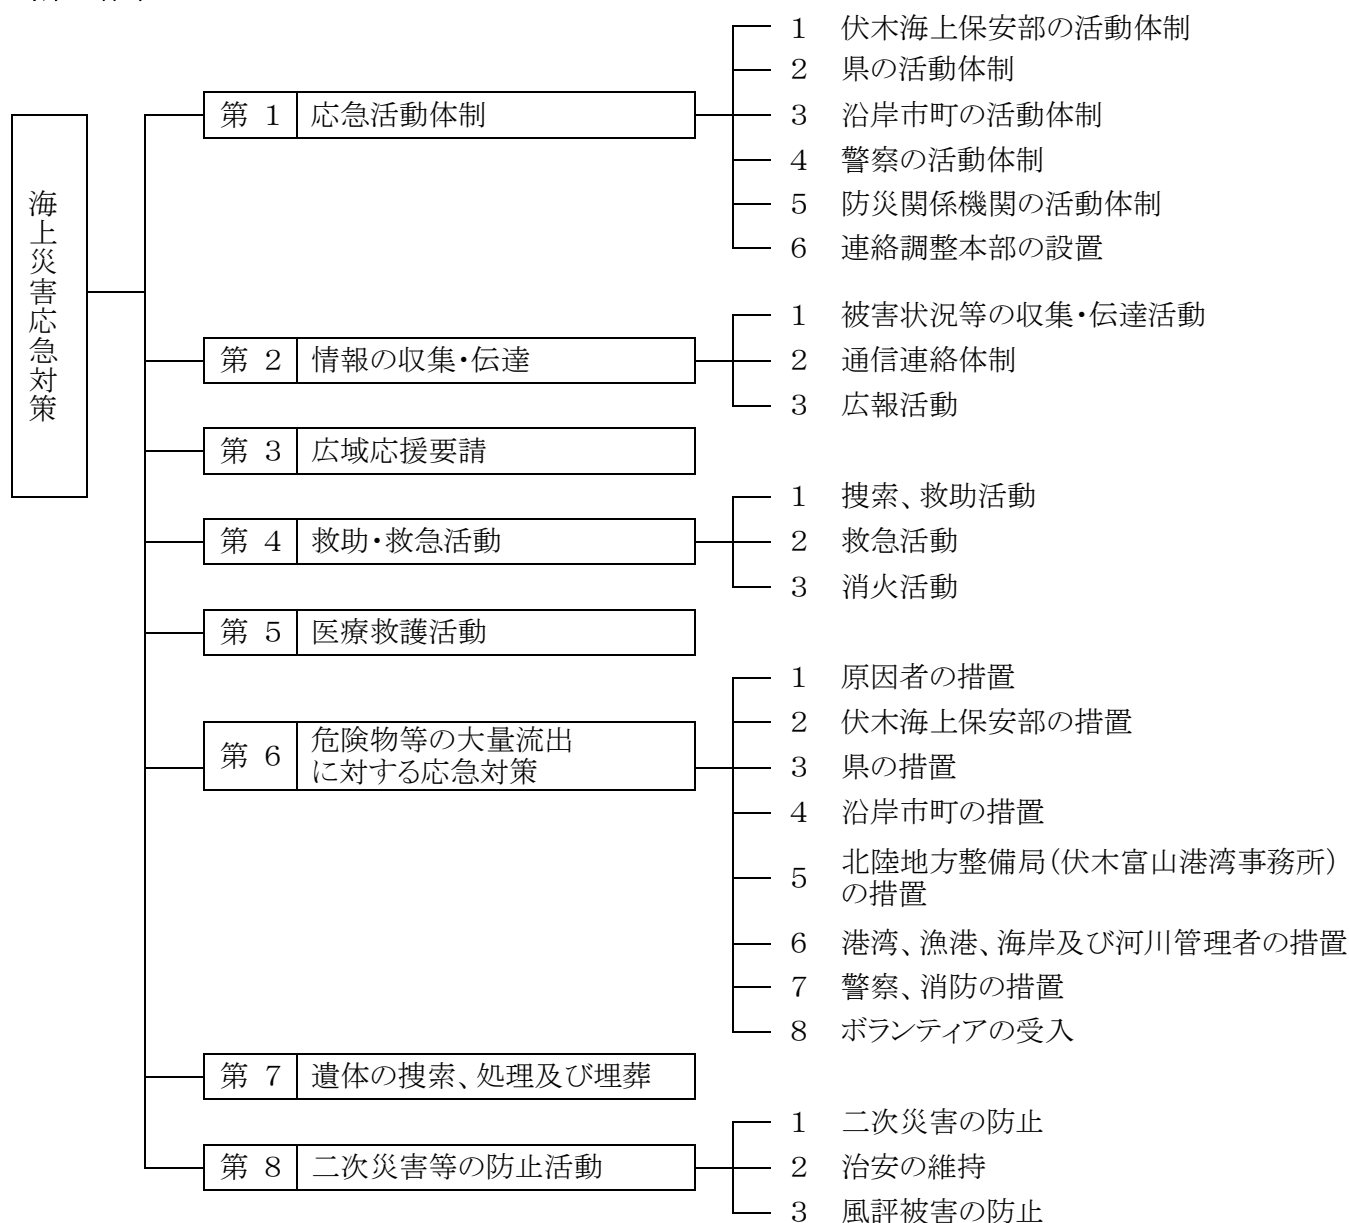 海上災害応急対策
第 1 応急活動体制
1 伏木海上保安部の活動体制
2 県の活動体制
3 沿岸市町の活動体制
4 警察の活動体制
5 防災関係機関の活動体制
6 連絡調整本部の設置
第 2 情報の収集・伝達
1 被害状況等の収集・伝達活動
2 通信連絡体制
3 広報活動
第 3 広域応援要請
第 4 救助・救急活動
1 捜索、救助活動
2 救急活動
3 消火活動
第 5 医療救護活動
第 6 危険物等の大量流出
に対する応急対策
1 原因者の措置
2 伏木海上保安部の措置
3 県の措置
4 沿岸市町の措置
5 北陸地方整備局(伏木富山港湾事務所)
の措置
6 港湾、漁港、海岸及び河川管理者の措置
7 警察、消防の措置
8 ボランティアの受入
第 7 遺体の捜索、処理及び埋葬
第 8 二次災害等の防止活動
1 二次災害の防止
2 治安の維持
3 風評被害の防止